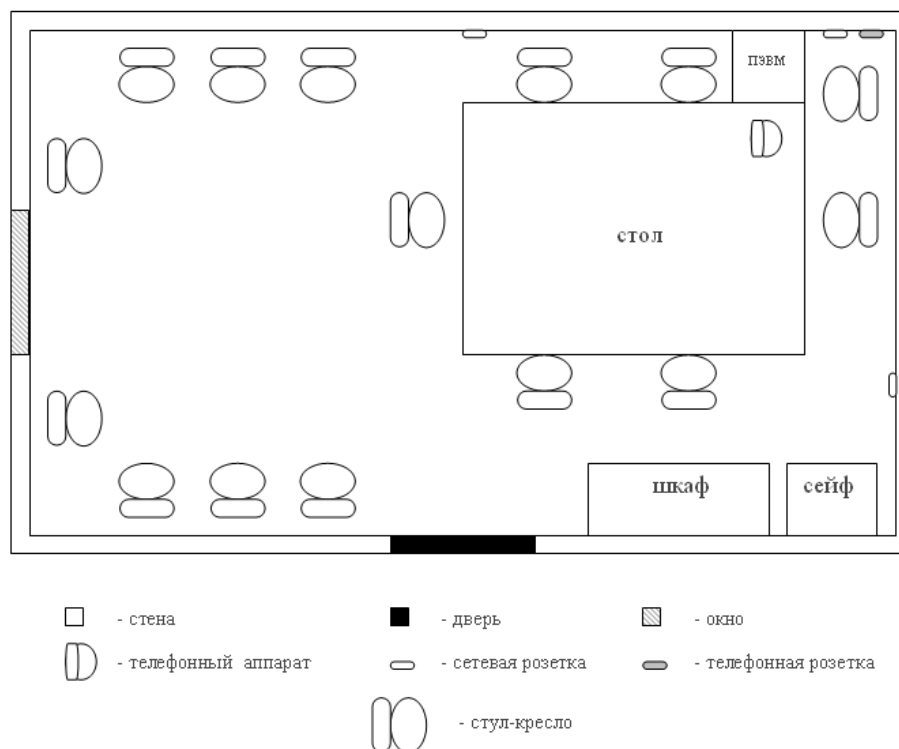 пэвм
стол
шкаф
сейф
- стена
- дверь
- окно
- телефонный аппарат
- сетевая розетка
- телефонная розетка
- стул-кресло